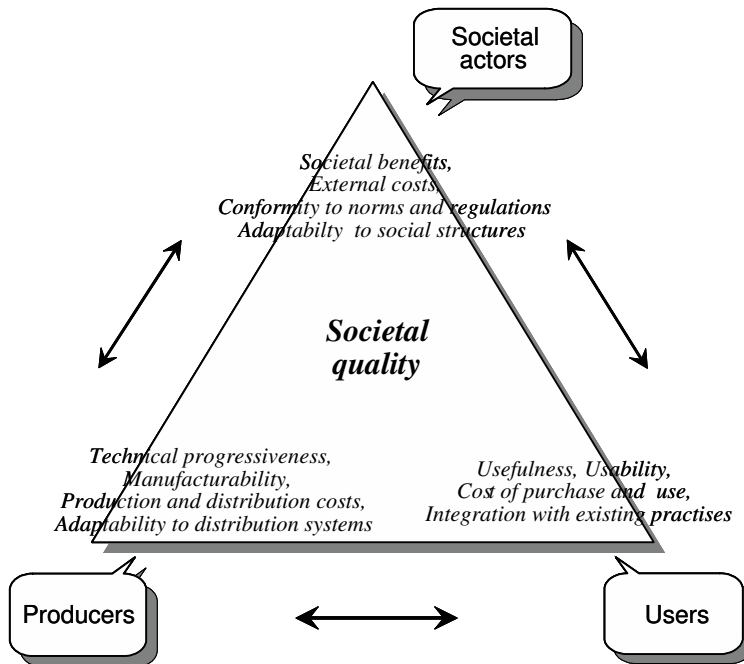 Societal
actors
Societal benefits,
External costs,
Conformity to norms and regulations
Adaptabilty to social structures
Societal
quality
Technical progressiveness,
Manufacturability,
Production and distribution costs,
Adaptability to distribution systems
Usefulness, Usability,
Cost of purchase and use,
Integration with existing practises
Producers
Users